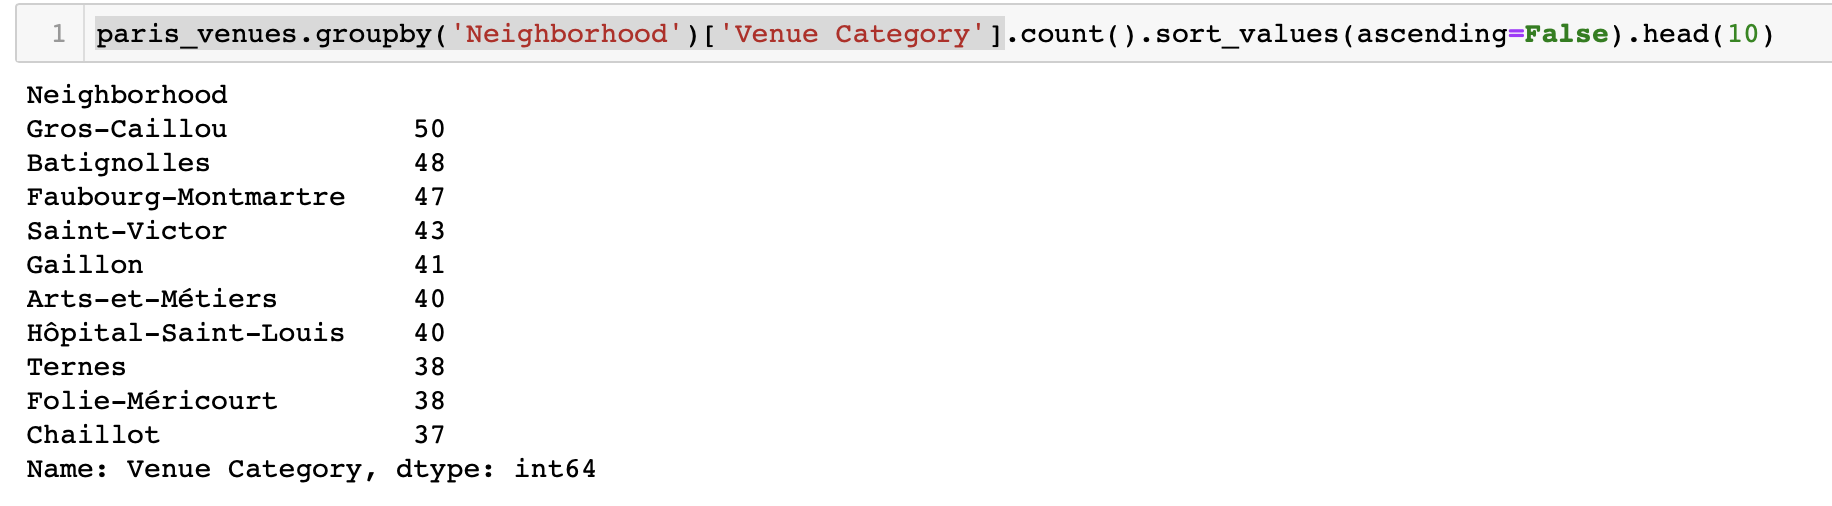 1 paris_venues.groupby('Neighborhood')['Venue Category'].count().sort_values(ascending=False).head(10)
Neighborhood
Gros-Caillou 50
Batignolles 48
Faubourg-Montmartre 47
Saint-Victor 43
Gaillon 41
Arts-et-Métiers 40
Hôpital-Saint-Louis 40
Ternes 38
Folie-Méricourt 38
Chaillot 37
Name: Venue Category, dtype: int64